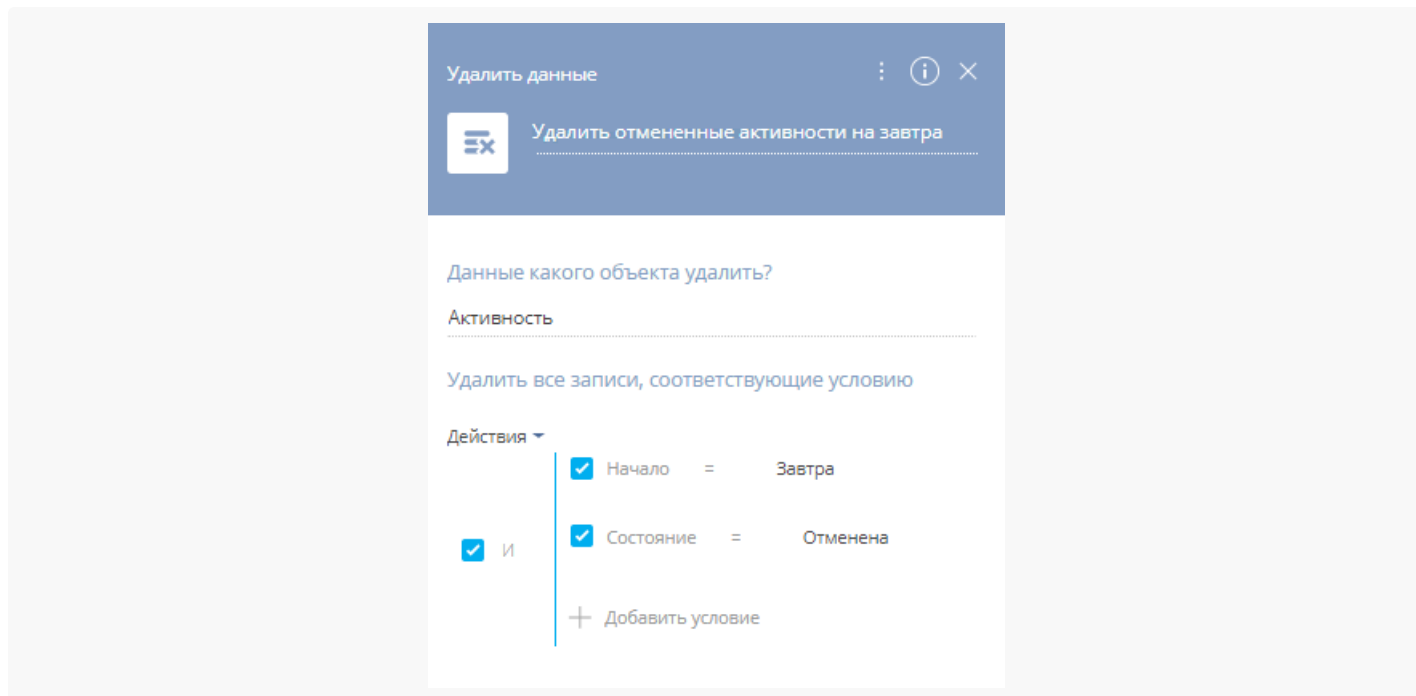 Удалить данные
Удалить отмененные активности на завтра
Данные какого объекта удалить?
Активность
Удалить все записи, соответствующие условию
Действия
Начало = Завтра
Состояние = Отменена
И
Добавить условие